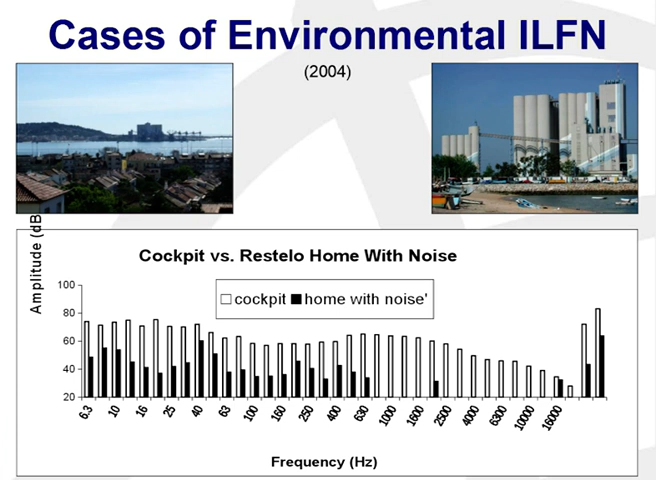 Cases of Environmental ILFN
(2004)
Cockpit vs. Restelo Home With Noise
Amplitude (dB
cockpit home with noise'
100
80
60
40
20
6.3 10 16 25 40 63 100 160 250 400 630 1000 1600 2500 4000 6300 10000 16000
Frequency (Hz)